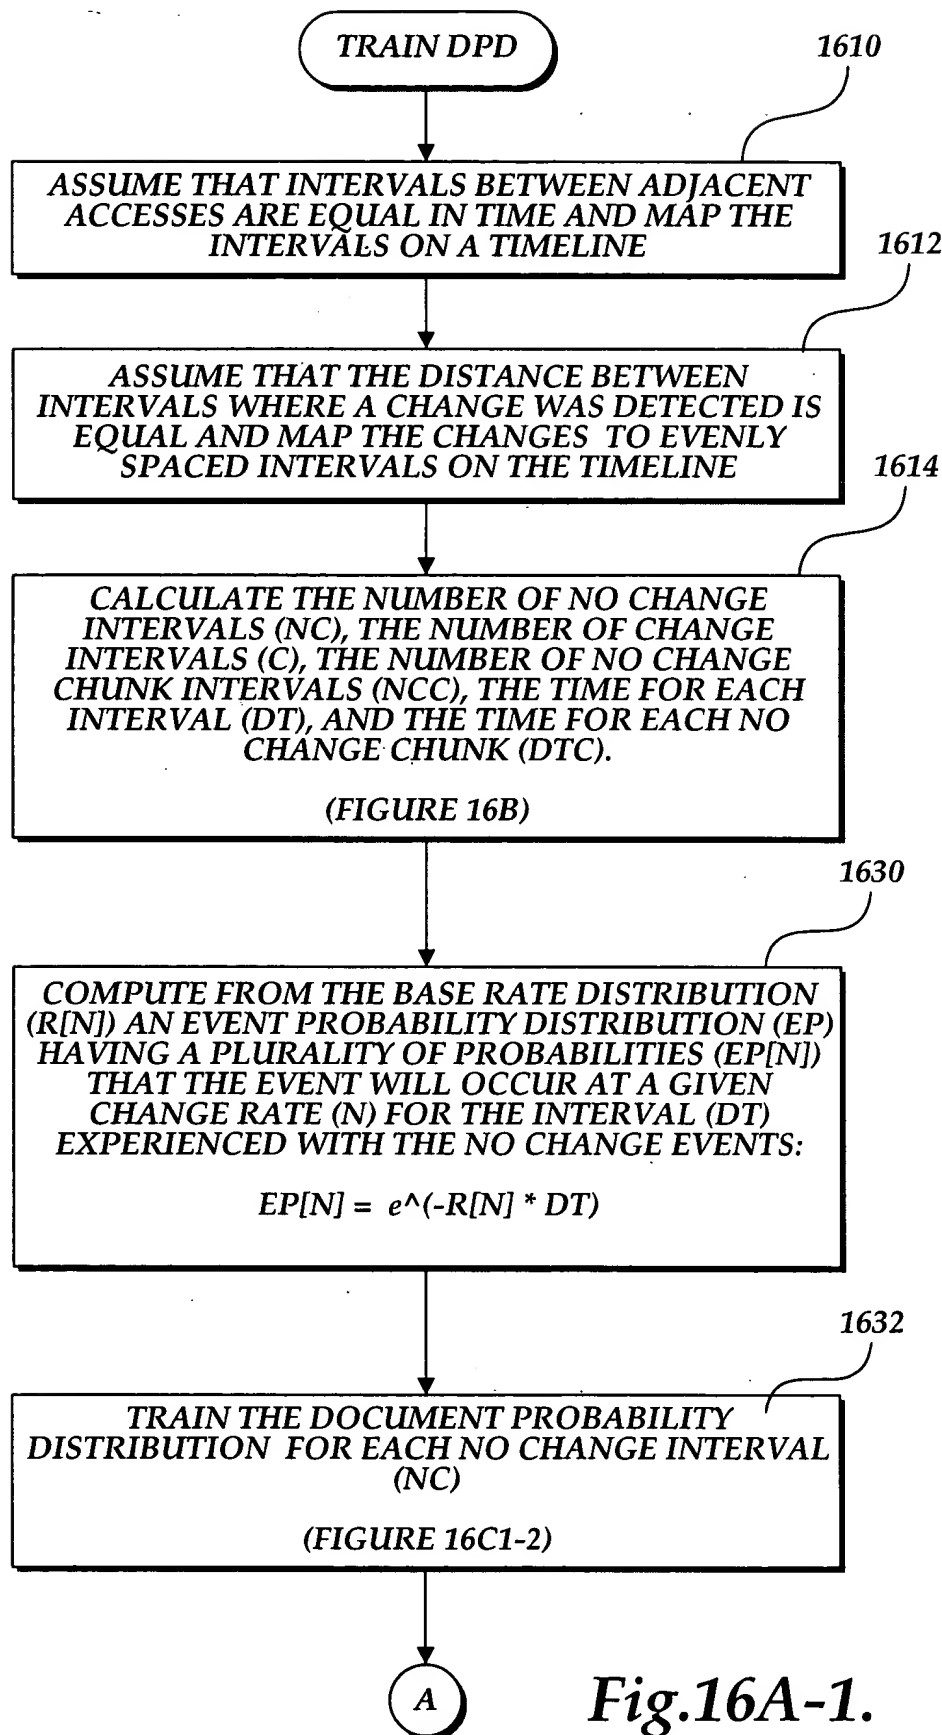 TRAIN DPD
1610
ASSUME THAT INTERVALS BETWEEN ADJACENT
ACCESSES ARE EQUAL IN TIME AND MAP THE
INTERVALS ON A TIMELINE
1612
ASSUME THAT THE DISTANCE BETWEEN
INTERVALS WHERE A CHANGE WAS DETECTED IS
EQUAL AND MAP THE CHANGES TO EVENLY
SPACED INTERVALS ON THE TIMELINE
1614
CALCULATE THE NUMBER OF NO CHANGE
INTERVALS (NC), THE NUMBER OF CHANGE
INTERVALS (C), THE NUMBER OF NO CHANGE
CHUNK INTERVALS (NCC), THE TIME FOR EACH
INTERVAL (DT), AND THE TIME FOR EACH NO
CHANGE CHUNK (DTC).
(FIGURE 16B)
1630
COMPUTE FROM THE BASE RATE DISTRIBUTION
(R[N]) AN EVENT PROBABILITY DISTRIBUTION (EP)
HAVING A PLURALITY OF PROBABILITIES (EP[N])
THAT THE EVENT WILL OCCUR AT A GIVEN
CHANGE RATE (N) FOR THE INTERVAL (DT)
EXPERIENCED WITH THE NO CHANGE EVENTS:
EP[N] = e^(-R[N] * DT)
1632
TRAIN THE DOCUMENT PROBABILITY
DISTRIBUTION FOR EACH NO CHANGE INTERVAL
(NC)
(FIGURE 16C1-2)
A
Fig.16A-1.